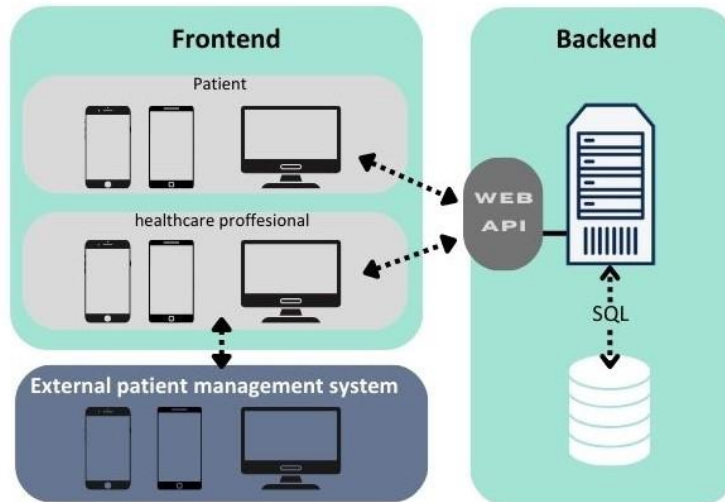 Frontend
Patient
healthcare proffesional
External patient management system
Backend
WEB
API
SQL